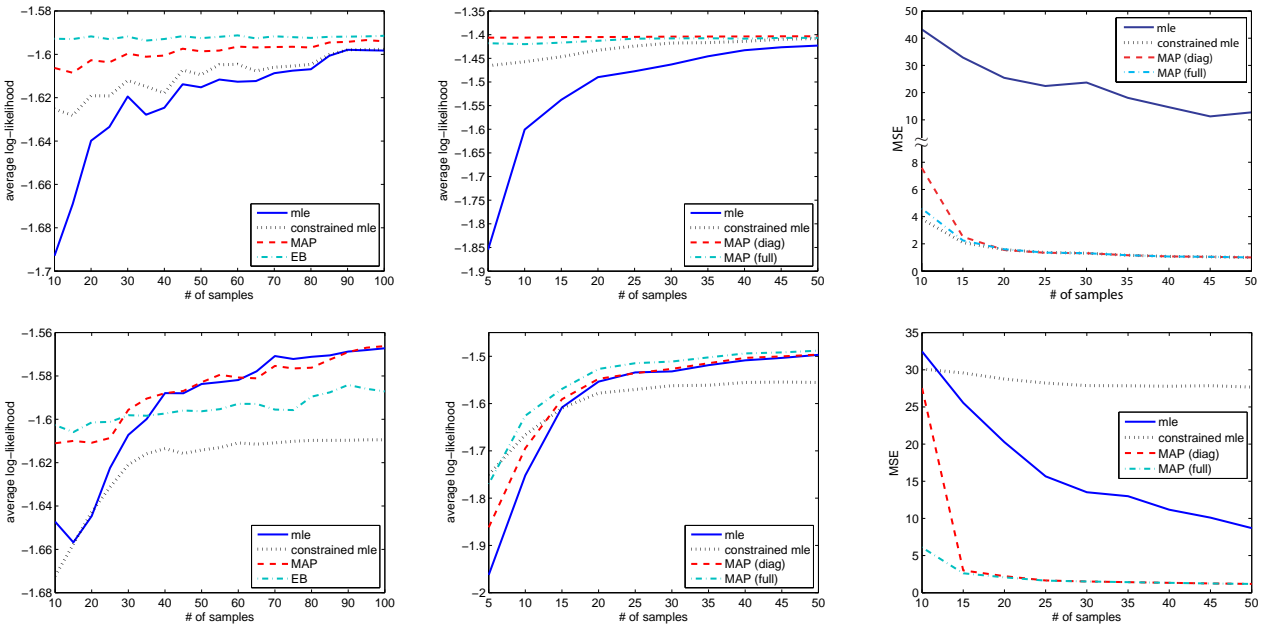 −1.58
−1.6
−1.62
−1.64
−1.66
−1.68
−1.7
average log−likelihood
mle
constrained mle
MAP
EB
10 20 30 40 50 60 70 80 90 100
# of samples
−1.35
−1.4
−1.45
−1.5
−1.55
−1.6
−1.65
−1.7
−1.75
−1.8
−1.85
−1.9
average log−likelihood
mle
constrained mle
MAP (diag)
MAP (full)
5 10 15 20 25 30 35 40 45 50
# of samples
50
40
30
20
10
8
6
4
2
0
MSE
mle
constrained mle
MAP (diag)
MAP (full)
10 15 20 25 30 35 40 45 50
# of samples
−1.56
−1.58
−1.6
−1.62
−1.64
−1.66
−1.68
average log−likelihood
mle
constrained mle
MAP
EB
10 20 30 40 50 60 70 80 90 100
# of samples
−1.5
−1.6
−1.7
−1.8
−1.9
−2
average log−likelihood
mle
constrained mle
MAP (diag)
MAP (full)
5 10 15 20 25 30 35 40 45 50
# of samples
35
30
25
20
15
10
5
0
MSE
mle
constrained mle
MAP (diag)
MAP (full)
10 15 20 25 30 35 40 45 50
# of samples